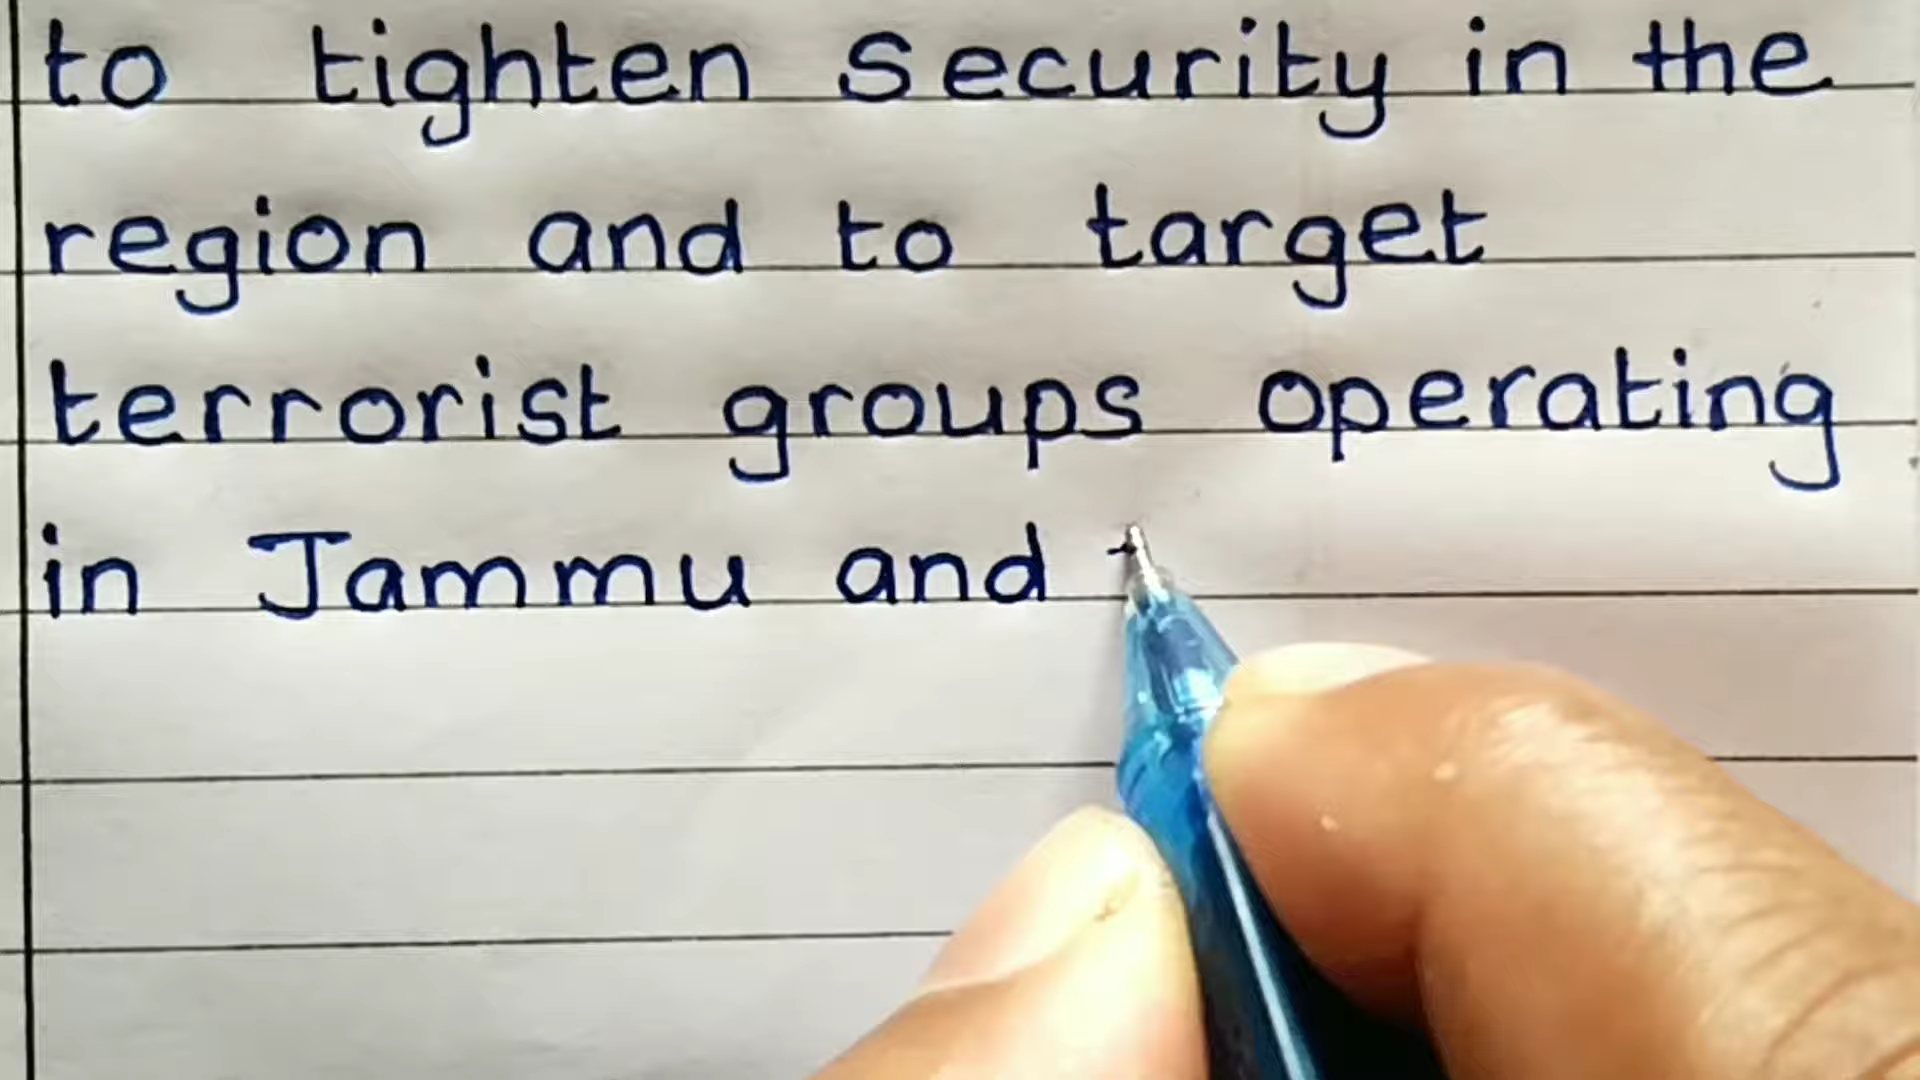 to tighten security in the
region and to target
terrorist groups operating
in Jammu and